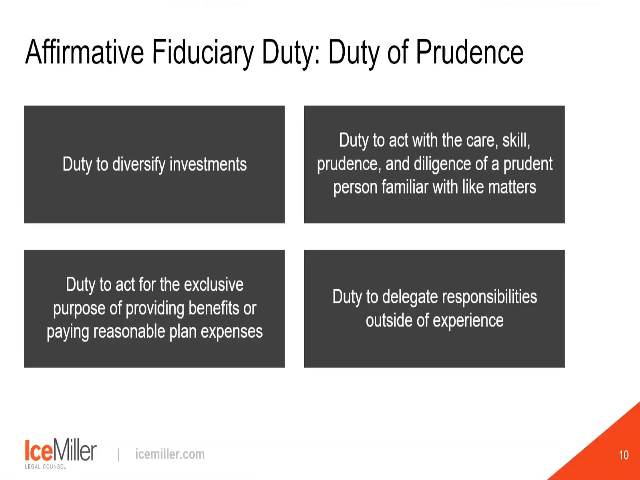 Affirmative Fiduciary Duty: Duty of Prudence
Duty to diversify investments
Duty to act with the care, skill,
prudence, and diligence of a prudent
person familiar with like matters
Duty to act for the exclusive
purpose of providing benefits or
paying reasonable plan expenses
Duty to delegate responsibilities
outside of experience
IceMiller
LEGAL COUNSEL
icemiller.com
10